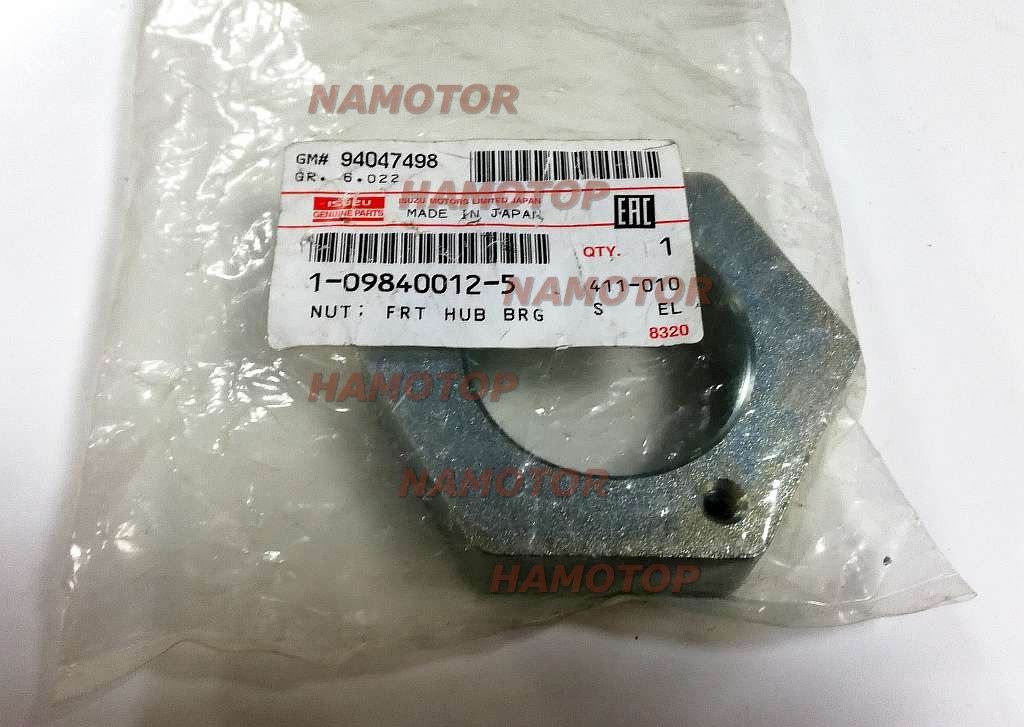 NAMOTOR
GM# 94047498
GR. 6.022
HAMOTOP
ISUZU
GENUINE PARTS
ISUZU MOTORS LIMITED JAPAN
MADE IN JAPAN
EAC
QTY. 1
1-09840012-5
411-010
NAMOTOR
NUT; FRT HUB BRG
S EL
8320
HAMOTOP
NAMOTOR
HAMOTOP